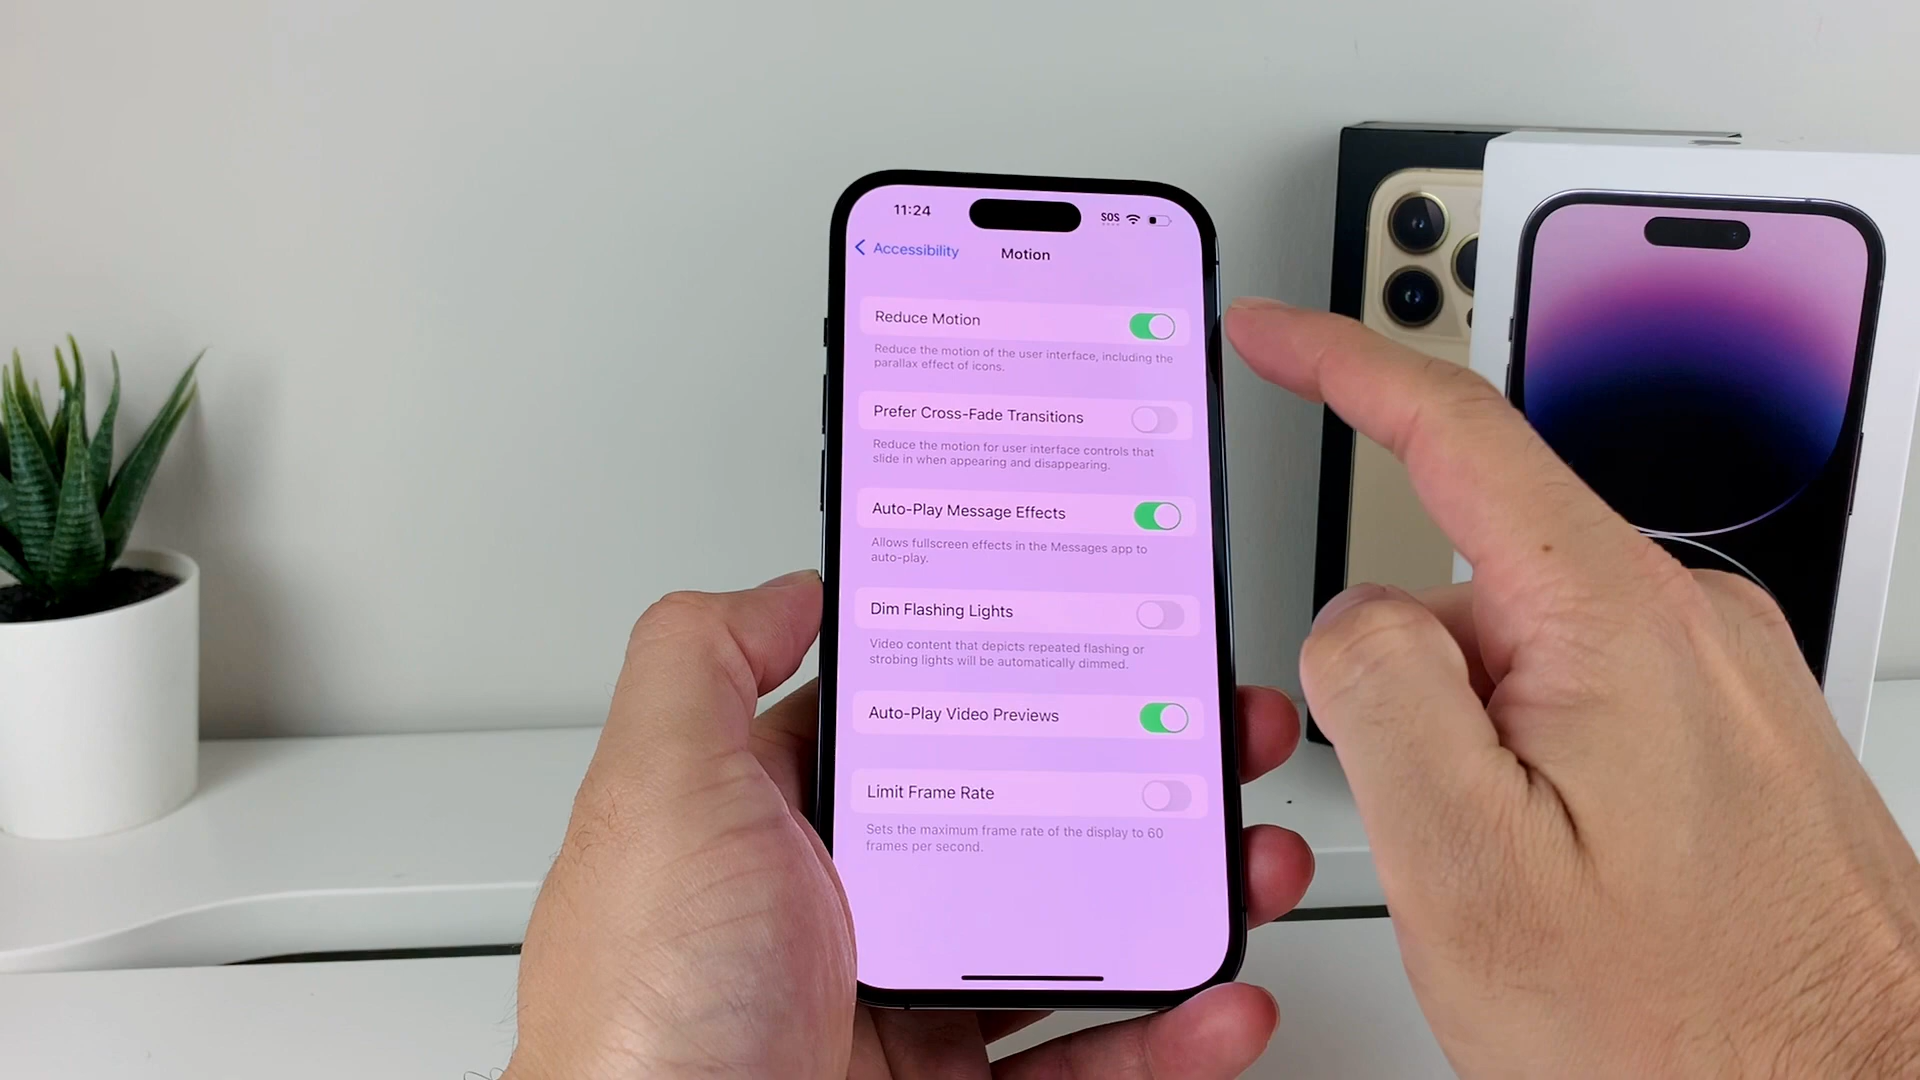 11:24
SOS
Accessibility
Motion
Reduce Motion
Reduce the motion of the user interface, including the
parallax effect of icons.
Prefer Cross-Fade Transitions
Reduce the motion for user interface controls that
slide in when appearing and disappearing.
Auto-Play Message Effects
Allows fullscreen effects in the Messages app to
auto-play.
Dim Flashing Lights
Video content that depicts repeated flashing or
strobing lights will be automatically dimmed.
Auto-Play Video Previews
Limit Frame Rate
Sets the maximum frame rate of the display to 60
frames per second.